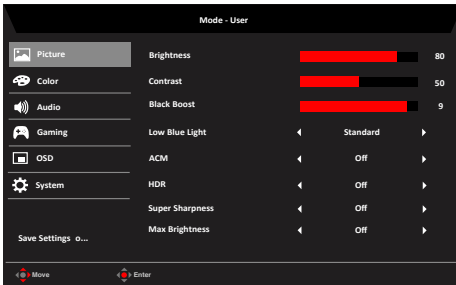 Mode - User
Picture
Brightness 80
Color
Contrast 50
Audio
Black Boost 9
Gaming
Low Blue Light Standard
OSD
ACM Off
System
HDR Off
Super Sharpness Off
Save Settings o...
Max Brightness Off
Move Enter